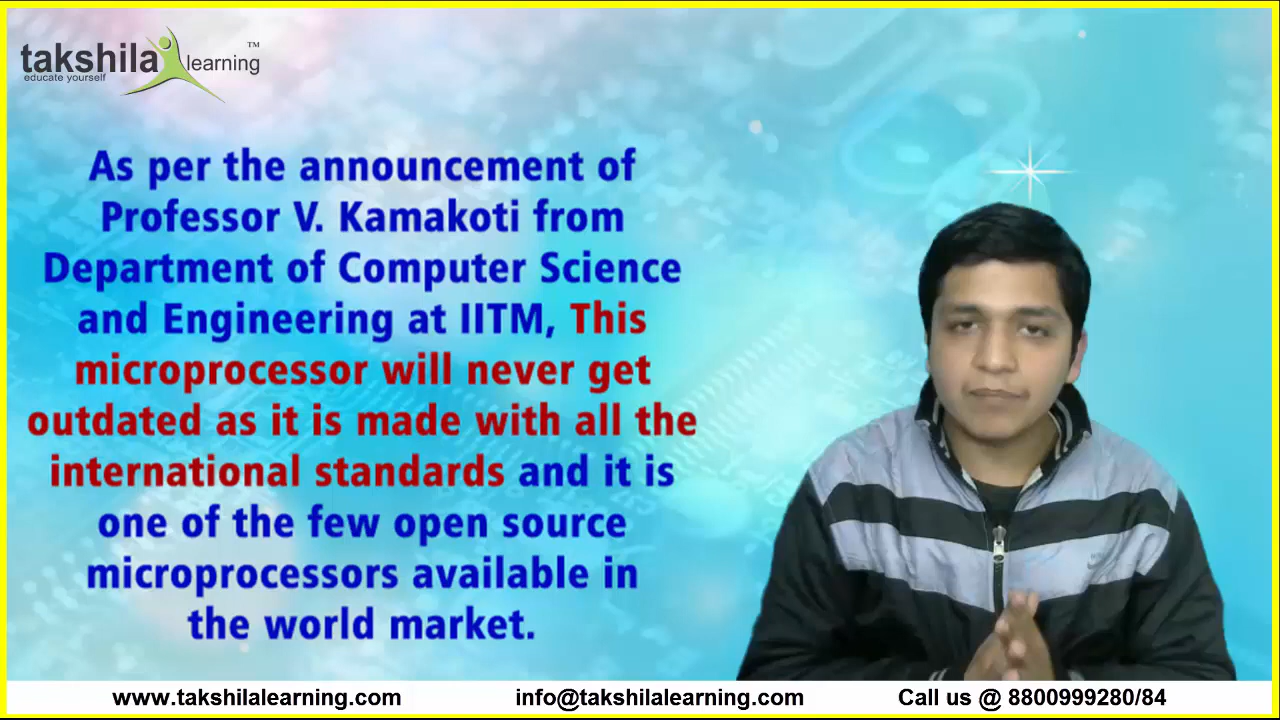 takshila learning™
educate yourself
As per the announcement of
Professor V. Kamakoti from
Department of Computer Science
and Engineering at IITM, This
microprocessor will never get
outdated as it is made with all the
international standards and it is
one of the few open source
microprocessors available in
the world market.
www.takshilalearning.com info@takshilalearning.com Call us @ 8800999280/84